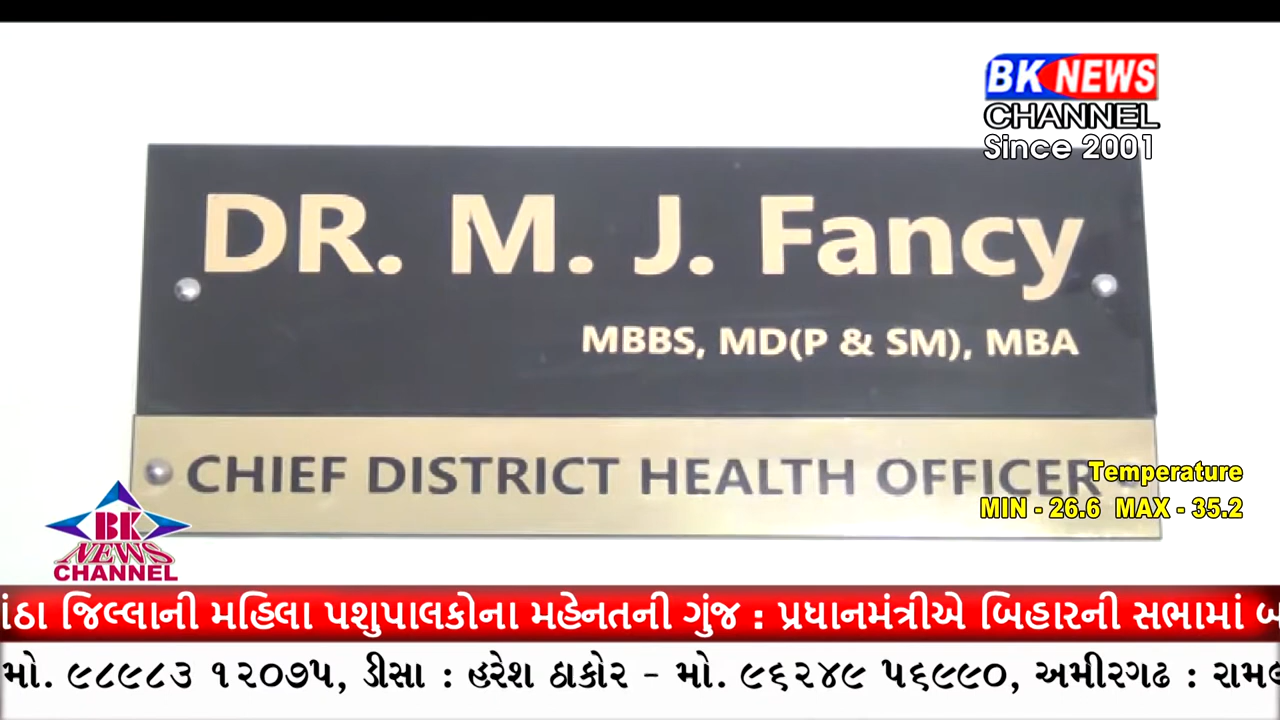 BK NEWS
CHANNEL
Since 2001
DR. M. J. Fancy
MBBS, MD(P & SM), MBA
CHIEF DISTRICT HEALTH OFFICER
Temperature
MIN - 26.6 MAX - 35.2
BK
NEWS
CHANNEL
જિલ્લાની મહિલા પશુપાલકોના મહેનતની ગુંજ : પ્રધાનમંત્રીએ બિહારની સભામાં
મો. ૯૮૯૮૩ ૧૨૦૭૫, ડીસા : હરેશ ઠાકોર - મો. ૯૬૨૪૯ ૫૬૯૯૦, અમીરગઢ :